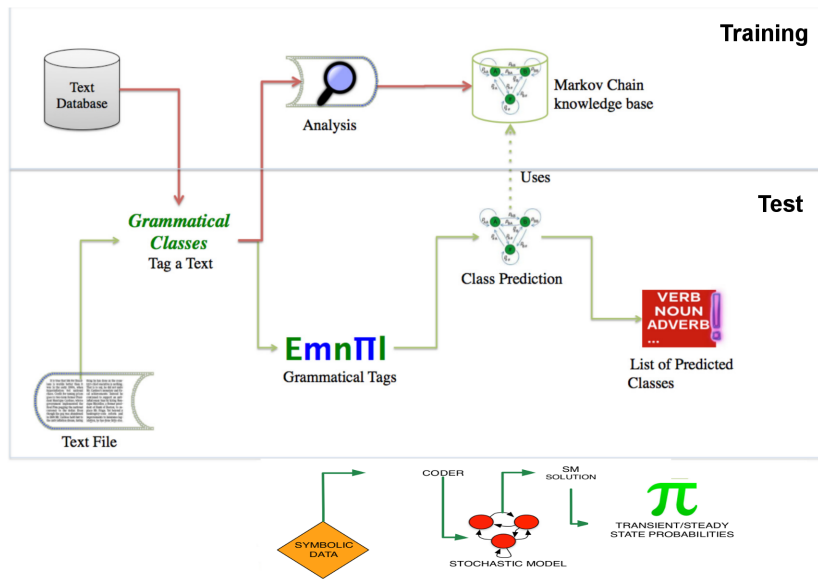 Training
Text
Database
Analysis
Markov Chain
knowledge base
Uses
Test
Grammatical
Classes
Tag a Text
Class Prediction
VERB
NOUN
ADVERB
...
!
List of Predicted
Classes
EmnΠl
Grammatical Tags
Text File
CODER
SM
SOLUTION
π
TRANSIENT/STEADY
STATE PROBABILITIES
SYMBOLIC
DATA
STOCHASTIC MODEL